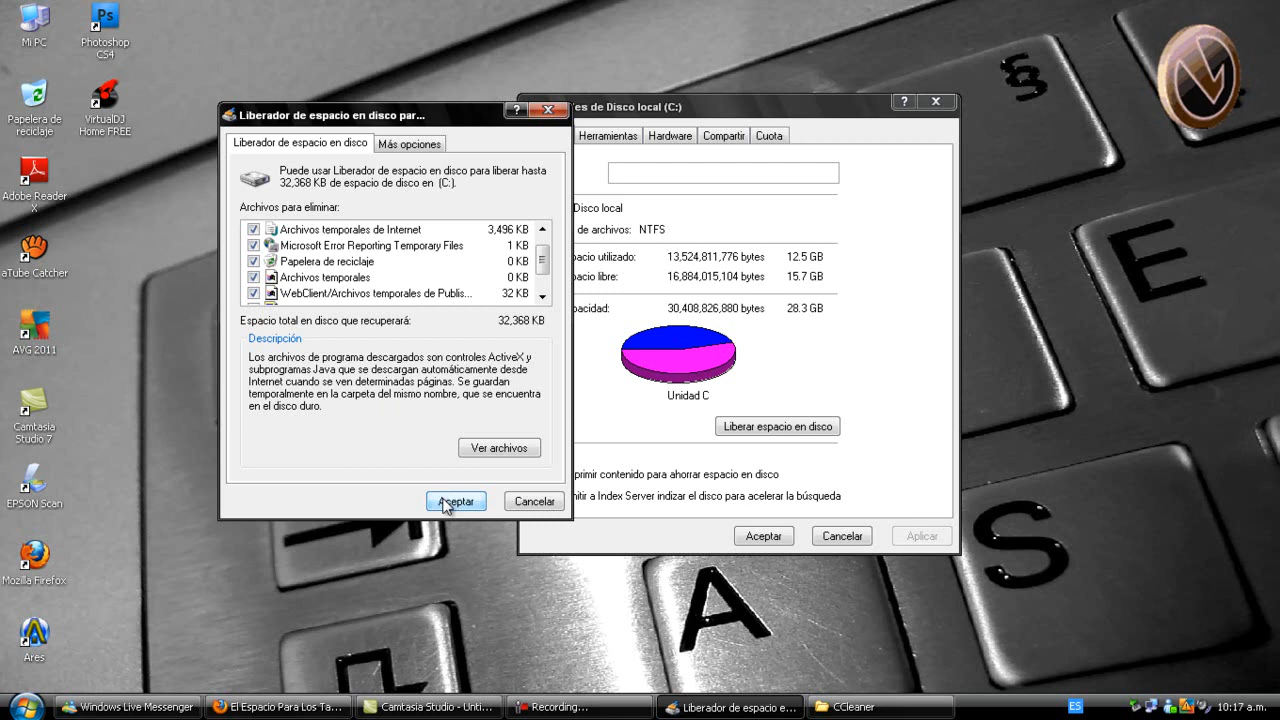 Mi PC
Photoshop
CS4
Papelera de
reciclaje
VirtualDJ
Home FREE
Adobe Reader
X
aTube Catcher
AVG 2011
Camtasia
Studio 7
EPSON Scan
Mozilla Firefox
Ares
Liberador de espacio en disco par...
?
Liberador de espacio en disco
Más opciones
Puede usar Liberador de espacio en disco para liberar hasta
32,368 KB de espacio de disco en (C:).
Archivos para eliminar:
Archivos temporales de Internet 3,496 KB
Microsoft Error Reporting Temporary Files 1 KB
Papelera de reciclaje 0 KB
Archivos temporales 0 KB
WebClient/Archivos temporales de Publis... 32 KB
Espacio total en disco que recuperará: 32,368 KB
Descripción
Los archivos de programa descargados son controles ActiveX y
subprogramas Java que se descargan automáticamente desde
Internet cuando se ven determinadas páginas. Se guardan
temporalmente en la carpeta del mismo nombre, que se encuentra
en el disco duro.
Ver archivos
Aceptar
Cancelar
es de Disco local (C:)
?
Herramientas
Hardware
Compartir
Cuota
Disco local
de archivos: NTFS
pacio utilizado: 13,524,811,776 bytes 12.5 GB
pacio libre: 16,884,015,104 bytes 15.7 GB
pacidad: 30,408,826,880 bytes 28.3 GB
Unidad C
Liberar espacio en disco
primir contenido para ahorrar espacio en disco
mitir a Index Server indizar el disco para acelerar la búsqueda
Aceptar
Cancelar
Aplicar
§
E
S
A
Windows Live Messenger
El Espacio Para Los Ta...
Camtasia Studio - Unti...
Recording...
Liberador de espacio e...
CCleaner
ES
10:17 a.m.